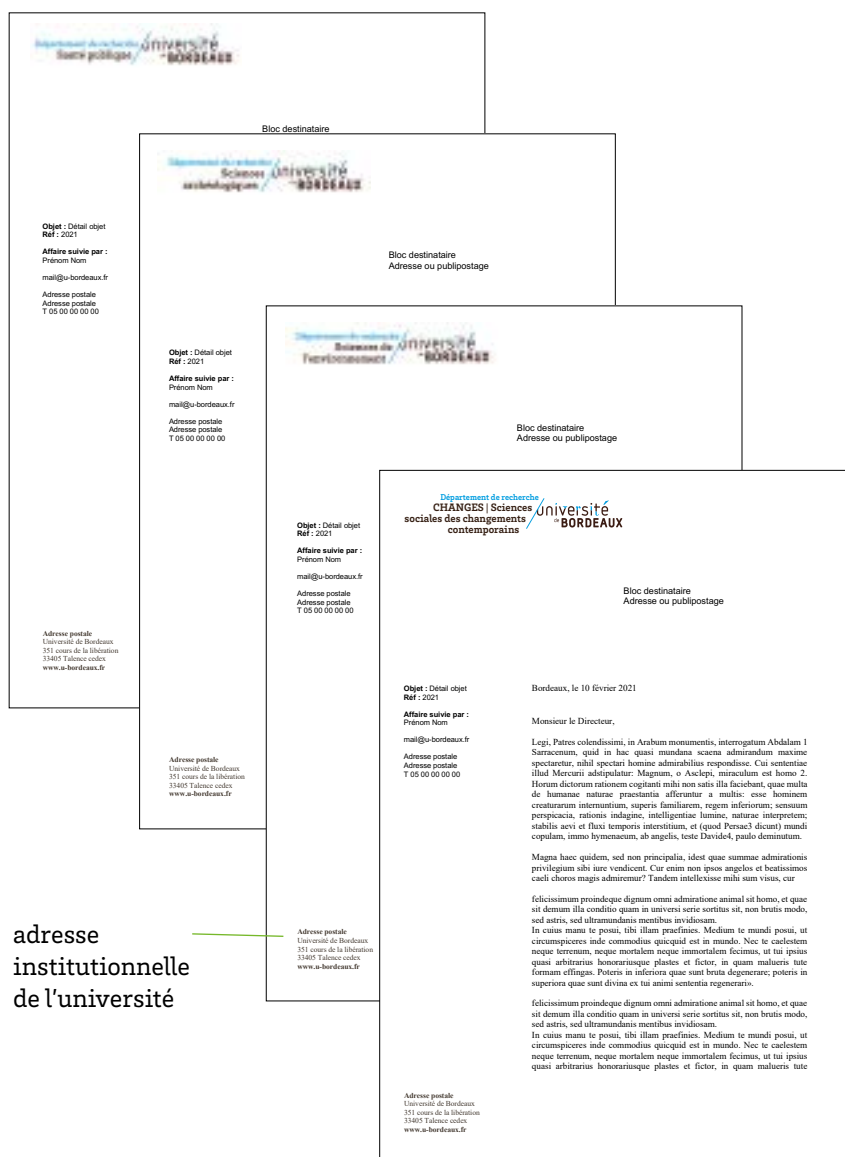 Département de recherche
Santé publique
université
de BORDEAUX
Bloc destinataire
Objet : Détail objet
Réf : 2021
Affaire suivie par :
Prénom Nom
mail@u-bordeaux.fr
Adresse postale
Adresse postale
T 05 00 00 00 00
Adresse postale
Université de Bordeaux
351 cours de la libération
33405 Talence cedex
www.u-bordeaux.fr
Département de recherche
Sciences
archéologiques
université
de BORDEAUX
Bloc destinataire
Adresse ou publipostage
Objet : Détail objet
Réf : 2021
Affaire suivie par :
Prénom Nom
mail@u-bordeaux.fr
Adresse postale
Adresse postale
T 05 00 00 00 00
Adresse postale
Université de Bordeaux
351 cours de la libération
33405 Talence cedex
www.u-bordeaux.fr
Département de recherche
Sciences de
l'environnement
université
de BORDEAUX
Bloc destinataire
Adresse ou publipostage
Objet : Détail objet
Réf : 2021
Affaire suivie par :
Prénom Nom
mail@u-bordeaux.fr
Adresse postale
Adresse postale
T 05 00 00 00 00
adresse
institutionnelle
de l'université
Adresse postale
Université de Bordeaux
351 cours de la libération
33405 Talence cedex
www.u-bordeaux.fr
Département de recherche
CHANGES | Sciences
sociales des changements
contemporains
université
de BORDEAUX
Bloc destinataire
Adresse ou publipostage
Objet : Détail objet
Réf : 2021
Affaire suivie par :
Prénom Nom
mail@u-bordeaux.fr
Adresse postale
Adresse postale
T 05 00 00 00 00
Bordeaux, le 10 février 2021
Monsieur le Directeur,
Legi, Patres colendissimi, in Arabum monumentis, interrogatum Abdalam 1
Sarracenum, quid in hac quasi mundana scaena admirandum maxime
spectaretur, nihil spectari homine admirabilius respondisse. Cui sententiae
illud Mercurii adstipulatur: Magnum, o Asclepi, miraculum est homo 2.
Horum dictorum rationem cogitanti mihi non satis illa faciebant, quae multa
de humanae naturae praestantia afferuntur a multis: esse hominem
creaturarum internuntium, superis familiarem, regem inferiorum; sensuum
perspicacia, rationis indagine, intelligentiae lumine, naturae interpretem;
stabilis aevi et fluxi temporis interstitium, et (quod Persae3 dicunt) mundi
copulam, immo hymenaeum, ab angelis, teste Davide4, paulo deminutum.
Magna haec quidem, sed non principalia, idest quae summae admirationis
privilegium sibi iure vendicent. Cur enim non ipsos angelos et beatissimos
caeli choros magis admiremur? Tandem intellexisse mihi sum visus, cur
felicissimum proindeque dignum omni admiratione animal sit homo, et quae
sit demum illa conditio quam in universi serie sortitus sit, non brutis modo,
sed astris, sed ultramundanis mentibus invidiosam.
In cuius manu te posui, tibi illam praefinies. Medium te mundi posui, ut
circumspiceres inde commodius quicquid est in mundo. Nec te caelestem
neque terrenum, neque mortalem neque immortalem fecimus, ut tui ipsius
quasi arbitrarius honorariusque plastes et fictor, in quam malueris tute
formam effingas. Poteris in inferiora quae sunt bruta degenerare; poteris in
superiora quae sunt divina ex tui animi sententia regenerari».
felicissimum proindeque dignum omni admiratione animal sit homo, et quae
sit demum illa conditio quam in universi serie sortitus sit, non brutis modo,
sed astris, sed ultramundanis mentibus invidiosam.
In cuius manu te posui, tibi illam praefinies. Medium te mundi posui, ut
circumspiceres inde commodius quicquid est in mundo. Nec te caelestem
neque terrenum, neque mortalem neque immortalem fecimus, ut tui ipsius
quasi arbitrarius honorariusque plastes et fictor, in quam malueris tute
Adresse postale
Université de Bordeaux
351 cours de la libération
33405 Talence cedex
www.u-bordeaux.fr